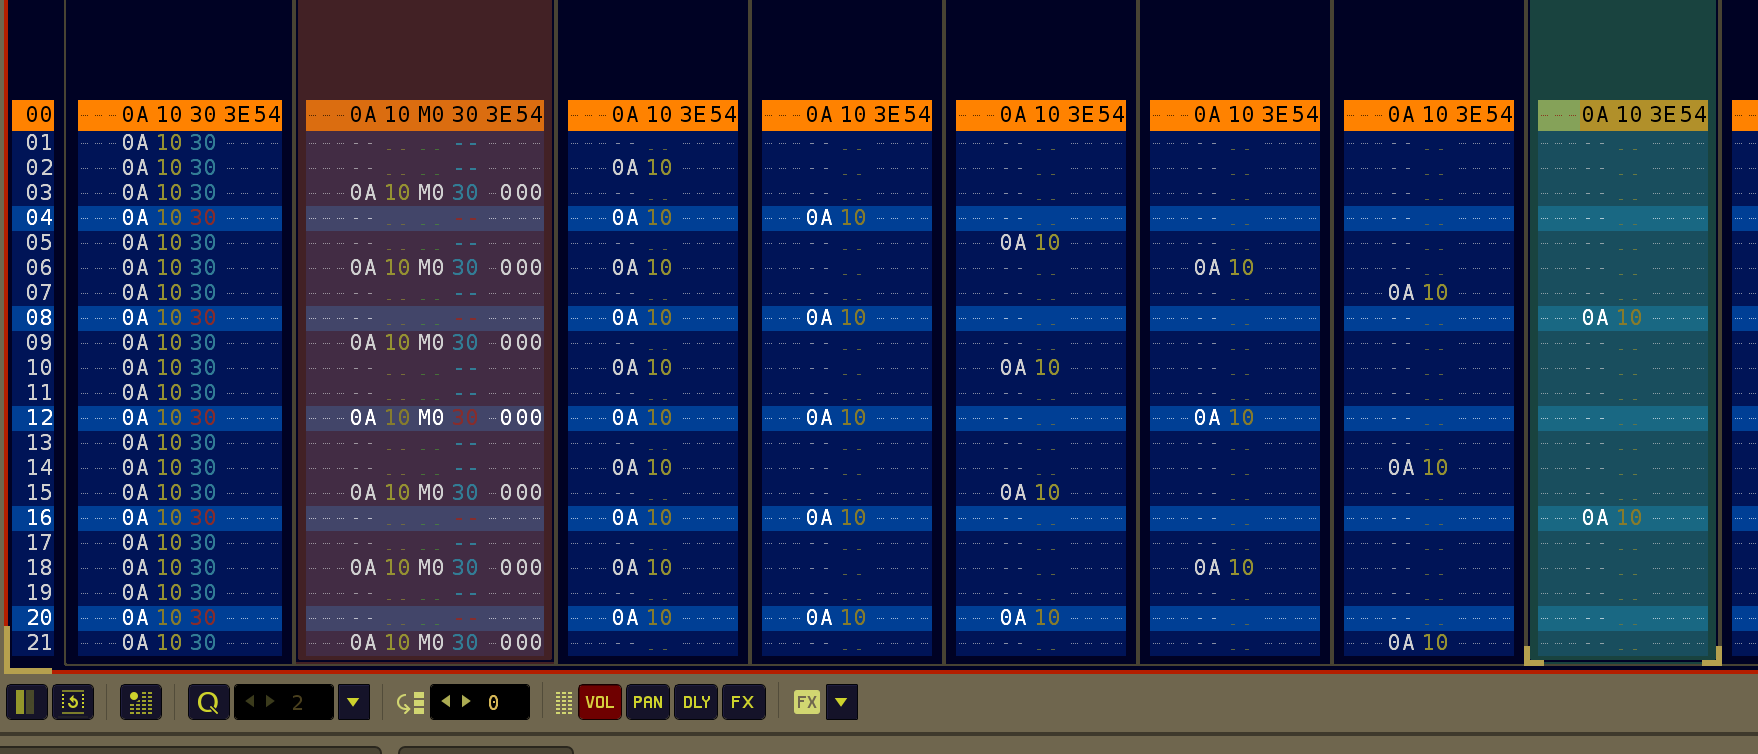 00 0A 10 30 3E54 0A 10 M0 30 3E54 0A 10 3E54 0A 10 3E54 0A 10 3E54 0A 10 3E54 0A 10 3E54 0A 10 3E54
01 0A 10 30
02 0A 10 30 0A 10
03 0A 10 30 0A 10 M0 30 000
04 0A 10 30 0A 10 0A 10
05 0A 10 30 0A 10
06 0A 10 30 0A 10 M0 30 000 0A 10 0A 10
07 0A 10 30 0A 10
08 0A 10 30 0A 10 0A 10 0A 10
09 0A 10 30 0A 10 M0 30 000
10 0A 10 30 0A 10 0A 10
11 0A 10 30
12 0A 10 30 0A 10 M0 30 000 0A 10 0A 10 0A 10
13 0A 10 30
14 0A 10 30 0A 10 0A 10
15 0A 10 30 0A 10 M0 30 000 0A 10
16 0A 10 30 0A 10 0A 10 0A 10
17 0A 10 30
18 0A 10 30 0A 10 M0 30 000 0A 10 0A 10
19 0A 10 30
20 0A 10 30 0A 10 0A 10 0A 10
21 0A 10 30 0A 10 M0 30 000 0A 10
Q 2 0 VOL PAN DLY FX FX